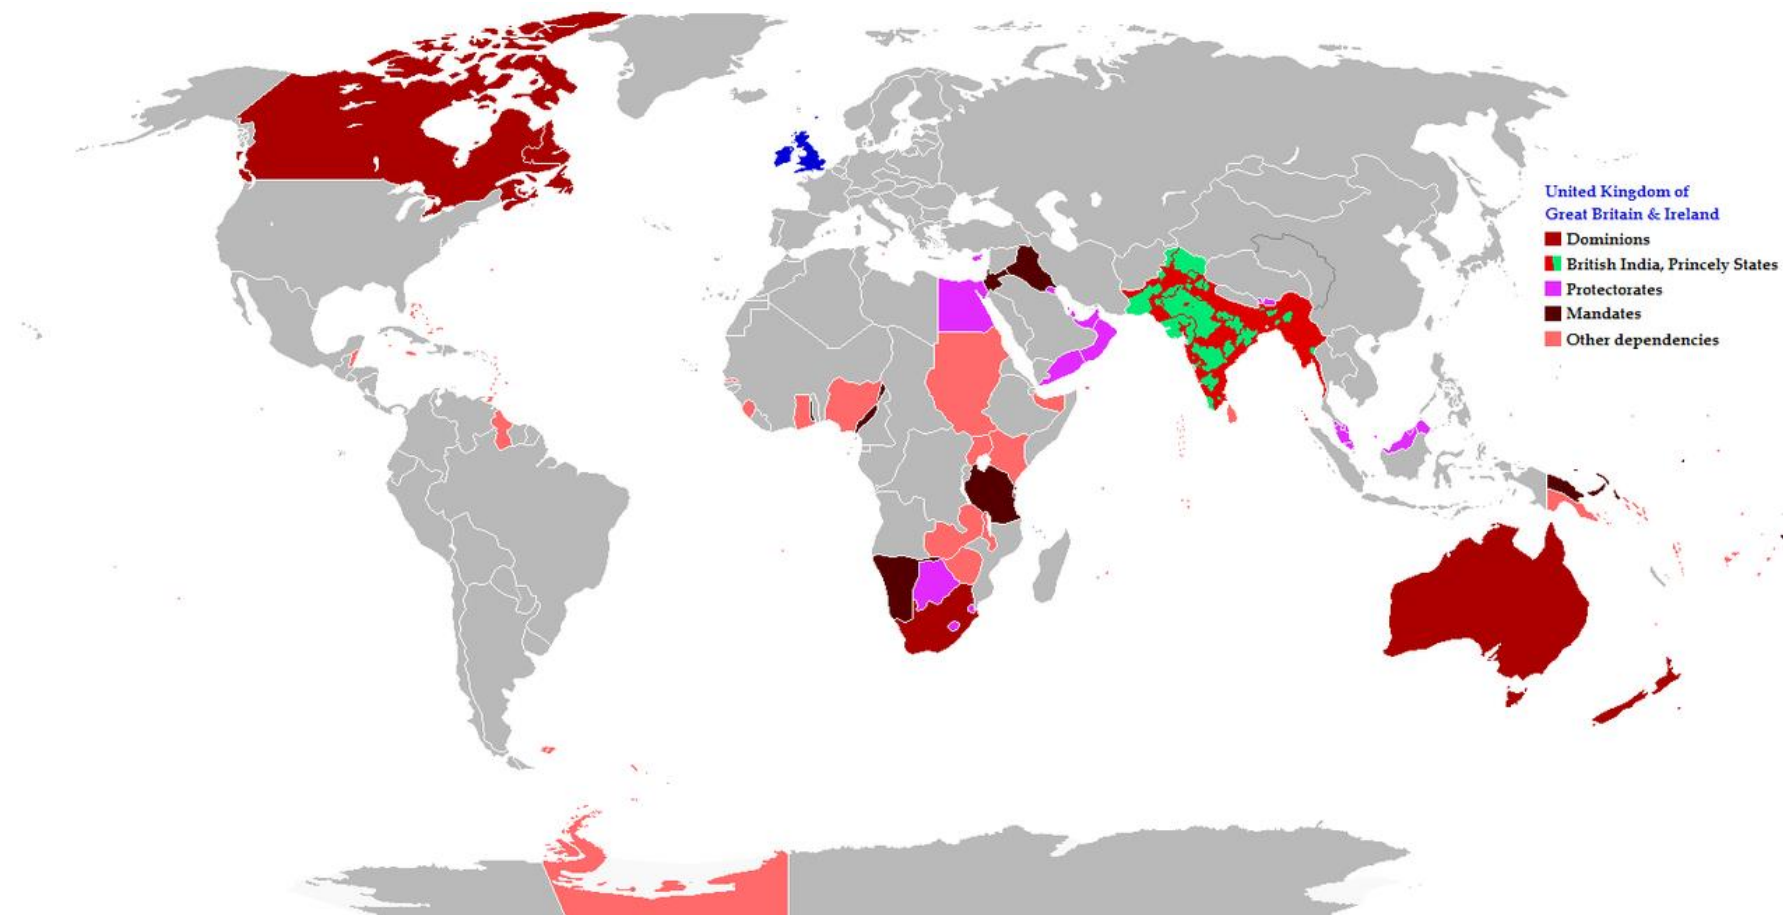 United Kingdom of
Great Britain & Ireland
Dominions
British India, Princely States
Protectorates
Mandates
Other dependencies